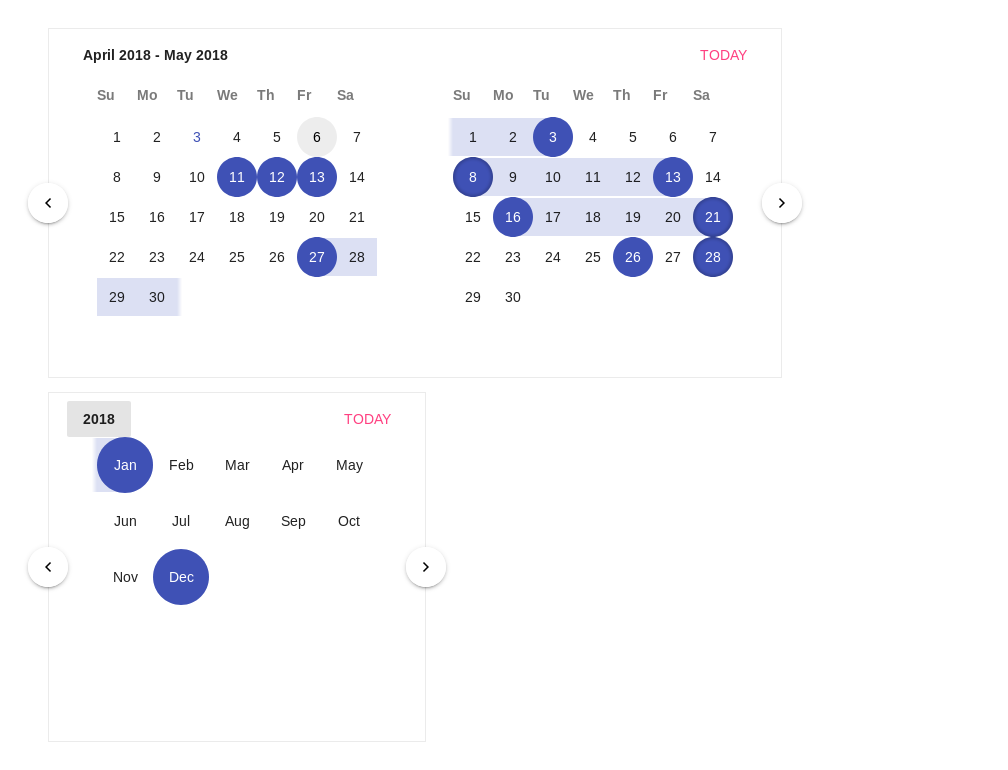 April 2018 - May 2018 TODAY
Su Mo Tu We Th Fr Sa Su Mo Tu We Th Fr Sa
1 2 3 4 5 6 7 1 2 3 4 5 6 7
8 9 10 11 12 13 14 8 9 10 11 12 13 14
15 16 17 18 19 20 21 15 16 17 18 19 20 21
22 23 24 25 26 27 28 22 23 24 25 26 27 28
29 30 29 30
2018 TODAY
Jan Feb Mar Apr May
Jun Jul Aug Sep Oct
Nov Dec